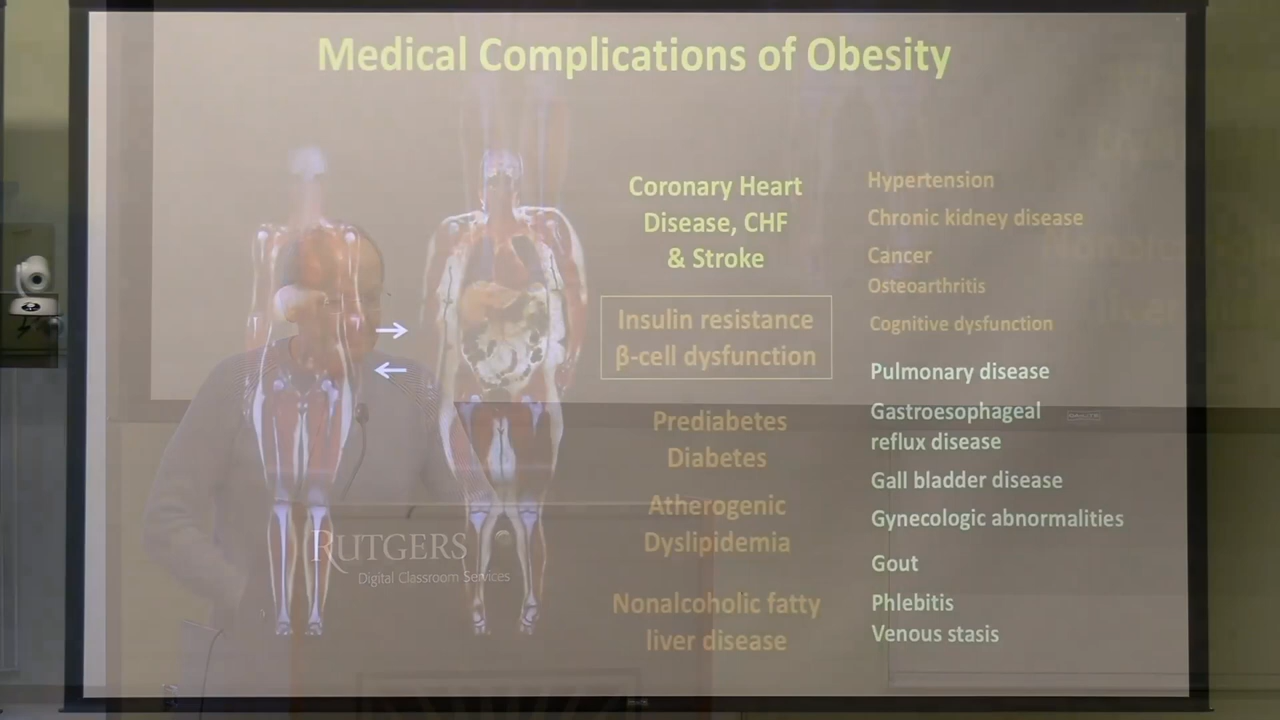 Medical Complications of Obesity
Coronary Heart
Disease, CHF
& Stroke
Insulin resistance
β-cell dysfunction
Prediabetes
Diabetes
Atherogenic
Dyslipidemia
Nonalcoholic fatty
liver disease
Hypertension
Chronic kidney disease
Cancer
Osteoarthritis
Cognitive dysfunction
Pulmonary disease
Gastroesophageal
reflux disease
Gall bladder disease
Gynecologic abnormalities
Gout
Phlebitis
Venous stasis
RUTGERS
Digital Classroom Services